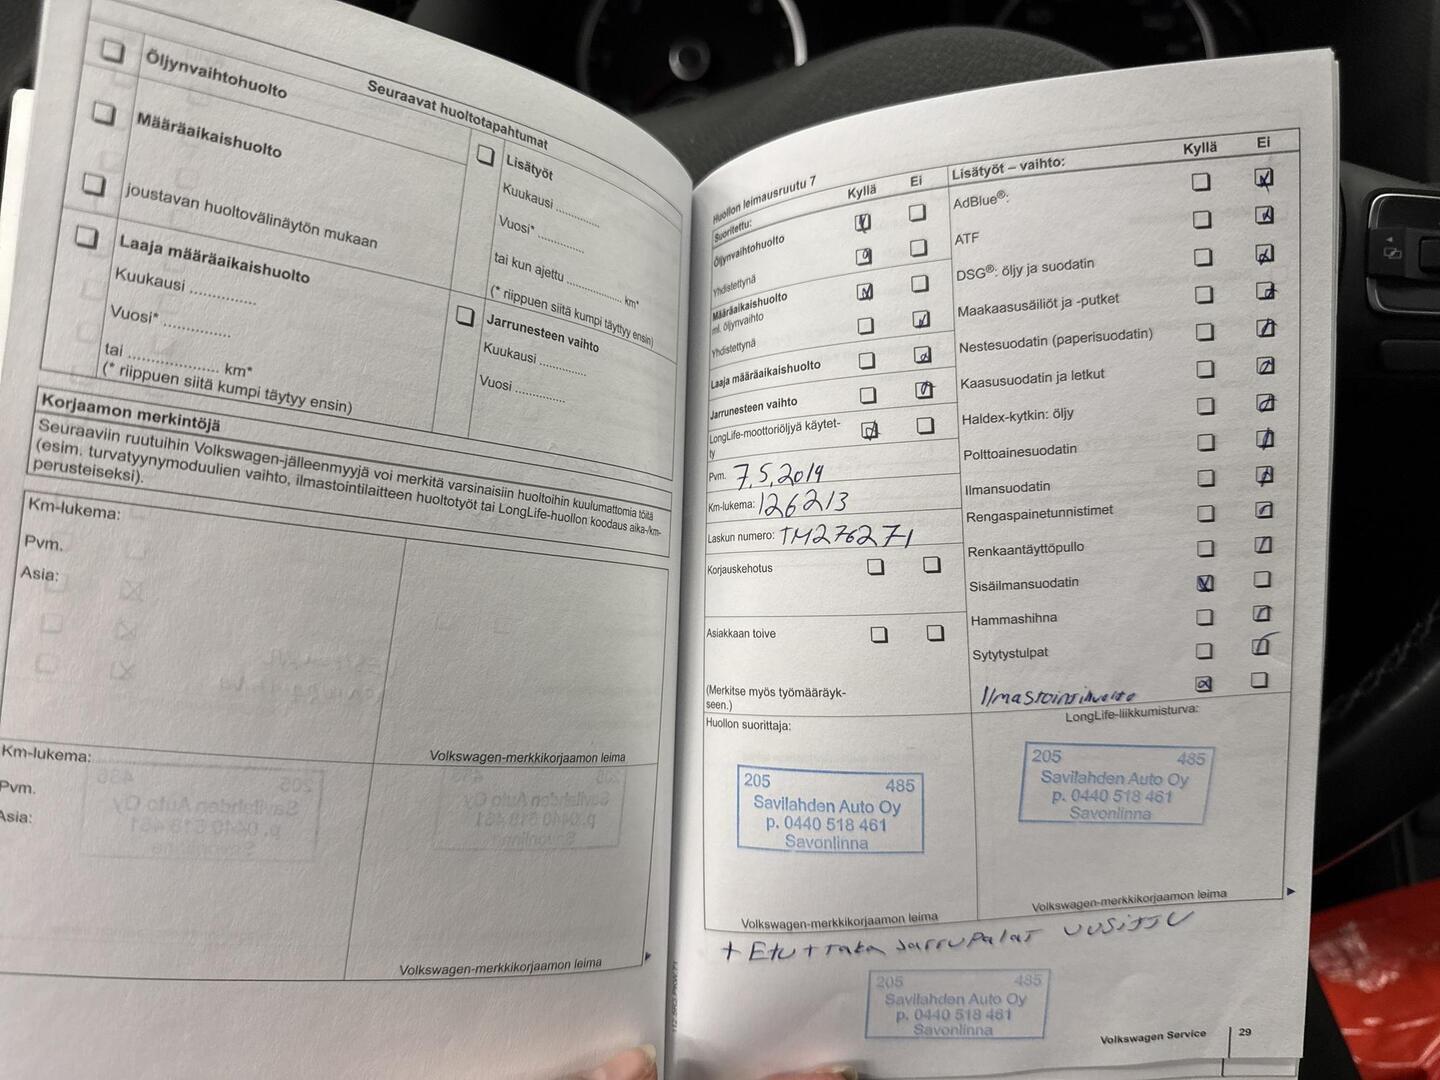 Seuraavat huoltotapahtumat
Öljynvaihtohuolto
Määräaikaishuolto
joustavan huoltovälinäytön mukaan
Laaja määräaikaishuolto
Kuukausi ................
Vuosi* ................
tai ..................... km*
(* riippuen siitä kumpi täytyy ensin)
Lisätyöt
Kuukausi ............
Vuosi* ............
tai kun ajettu ............... km*
(* riippuen siitä kumpi täyttyy ensin)
Jarrunesteen vaihto
Kuukausi ............
Vuosi ..............
Korjaamon merkintöjä
Seuraaviin ruutuihin Volkswagen-jälleenmyyjä voi merkitä varsinaisiin huoltoihin kuulumattomia töitä
(esim. turvatyynymoduulien vaihto, ilmastointilaitteen huoltotyöt tai LongLife-huollon koodaus aika-/km-
perusteiseksi).
Km-lukema:
Pvm.
Asia:
Volkswagen-merkkikorjaamon leima
Km-lukema:
Pvm.
Asia:
Volkswagen-merkkikorjaamon leima
Huollon leimausruutu 7
Suoritettu:
Kyllä Ei
Öljynvaihtohuolto
Yhdistettynä
Määräaikaishuolto
ml. öljynvaihto
Yhdistettynä
Laaja määräaikaishuolto
Jarrunesteen vaihto
LongLife-moottoriöljyä käytet-
ty
Pvm. 7.5.2019
Km-lukema: 126213
Laskun numero: TM276271
Korjauskehotus
Asiakkaan toive
(Merkitse myös työmääräyk-
seen.)
Huollon suorittaja:
205 485
Savilahden Auto Oy
p. 0440 518 461
Savonlinna
Volkswagen-merkkikorjaamon leima
Lisätyöt – vaihto: Kyllä Ei
AdBlue®:
ATF
DSG®: öljy ja suodatin
Maakaasusäiliöt ja -putket
Nestesuodatin (paperisuodatin)
Kaasusuodatin ja letkut
Haldex-kytkin: öljy
Polttoainesuodatin
Ilmansuodatin
Rengaspainetunnistimet
Renkaantäyttöpullo
Sisäilmansuodatin
Hammashihna
Sytytystulpat
Ilmastointihuolto
LongLife-liikkumisturva:
205 485
Savilahden Auto Oy
p. 0440 518 461
Savonlinna
Volkswagen-merkkikorjaamon leima
+ Etu + taka jarrupalat uusittu
205 485
Savilahden Auto Oy
p. 0440 518 461
Savonlinna
Volkswagen Service 29